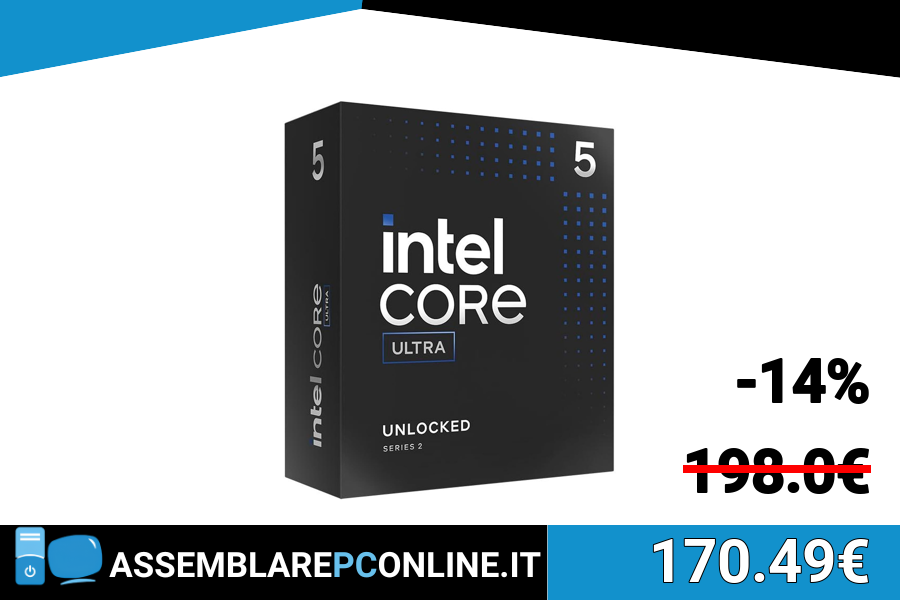 5
5
intel
CORE
ULTRA
intel CORE
ULTRA
UNLOCKED
SERIES 2
-14%
198.0€
ASSEMBLAREPCONLINE.IT
170.49€